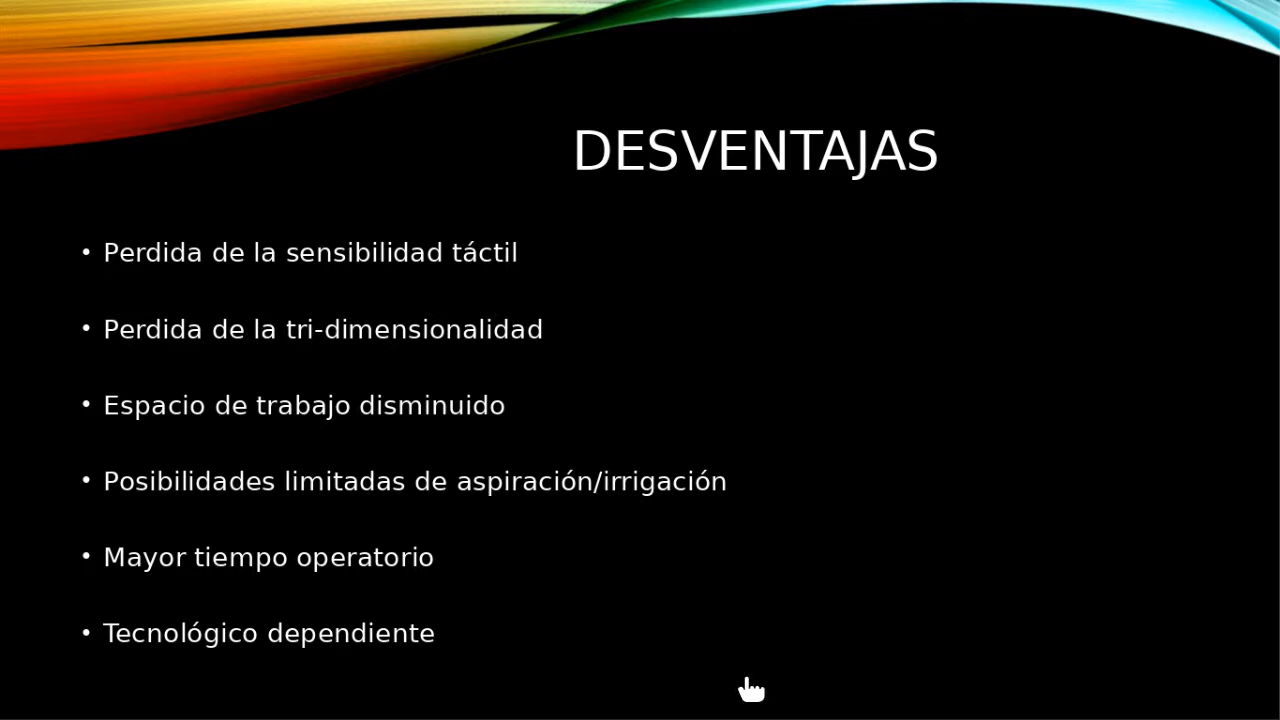 DESVENTAJAS
• Perdida de la sensibilidad táctil
• Perdida de la tri-dimensionalidad
• Espacio de trabajo disminuido
• Posibilidades limitadas de aspiración/irrigación
• Mayor tiempo operatorio
• Tecnológico dependiente